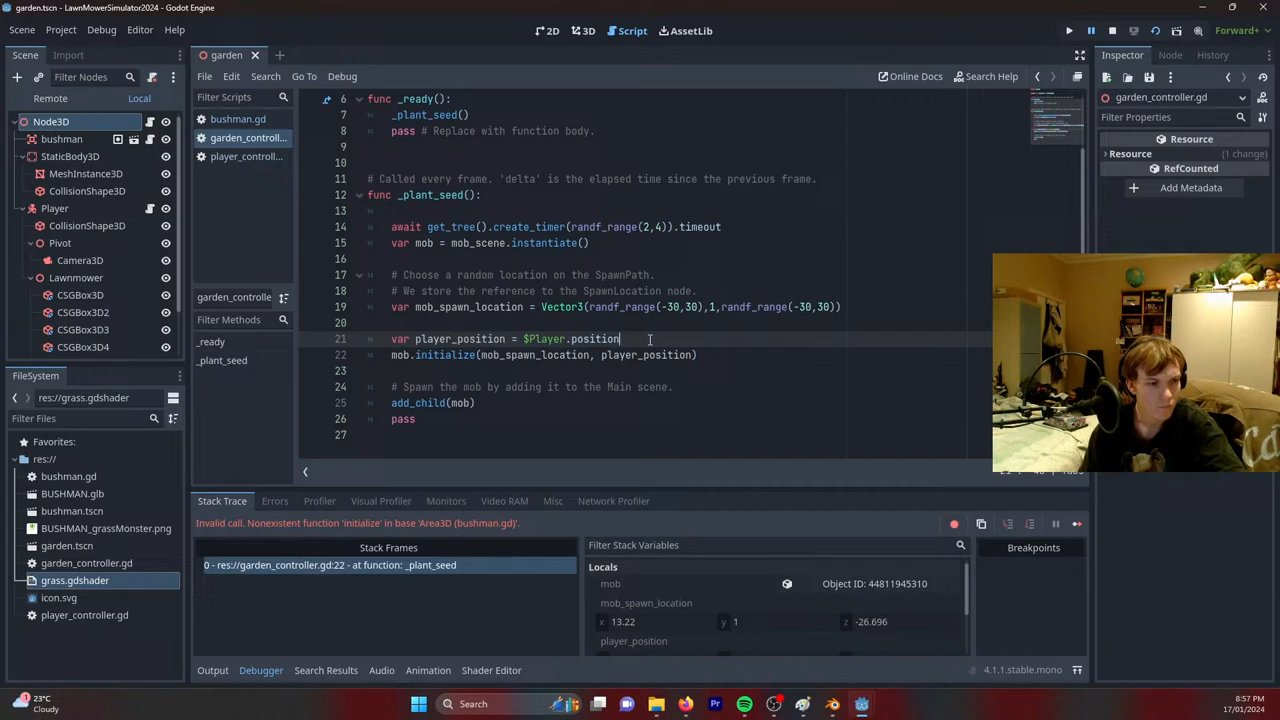 garden.tscn - LawnMowerSimulator2024 - Godot Engine
Scene Project Debug Editor Help
2D 3D Script AssetLib
Forward+
Scene Import
Filter Nodes
Remote Local
Node3D
bushman
StaticBody3D
MeshInstance3D
CollisionShape3D
Player
CollisionShape3D
Pivot
Camera3D
Lawnmower
CSGBox3D
CSGBox3D2
CSGBox3D3
CSGBox3D4
FileSystem
res://grass.gdshader
Filter Files
Favorites:
res://
bushman.gd
BUSHMAN.glb
bushman.tscn
BUSHMAN_grassMonster.png
garden.tscn
garden_controller.gd
grass.gdshader
icon.svg
player_controller.gd
garden
File Edit Search Go To Debug
Online Docs Search Help
Filter Scripts
bushman.gd
garden_controll...
player_controll...
garden_controlle
Filter Methods
_ready
_plant_seed
6 func _ready():
7 _plant_seed()
8 pass # Replace with function body.
9
10
11 # Called every frame. 'delta' is the elapsed time since the previous frame.
12 func _plant_seed():
13
14 await get_tree().create_timer(randf_range(2,4)).timeout
15 var mob = mob_scene.instantiate()
16
17 # Choose a random location on the SpawnPath.
18 # We store the reference to the SpawnLocation node.
19 var mob_spawn_location = Vector3(randf_range(-30,30),1,randf_range(-30,30))
20
21 var player_position = $Player.position
22 mob.initialize(mob_spawn_location, player_position)
23
24 # Spawn the mob by adding it to the Main scene.
25 add_child(mob)
26 pass
27
Stack Trace Errors Profiler Visual Profiler Monitors Video RAM Misc Network Profiler
Invalid call. Nonexistent function 'initialize' in base 'Area3D (bushman.gd)'.
Stack Frames
0 - res://garden_controller.gd:22 - at function: _plant_seed
Filter Stack Variables
Locals
mob Object ID: 44811945310
mob_spawn_location
x 13.22 y 1 z -26.696
player_position
Breakpoints
Output Debugger Search Results Audio Animation Shader Editor
4.1.1.stable.mono
Inspector Node History
garden_controller.gd
Filter Properties
Resource
Resource (1 change)
RefCounted
Add Metadata
1
23°C
Cloudy
Search
8:57 PM
17/01/2024